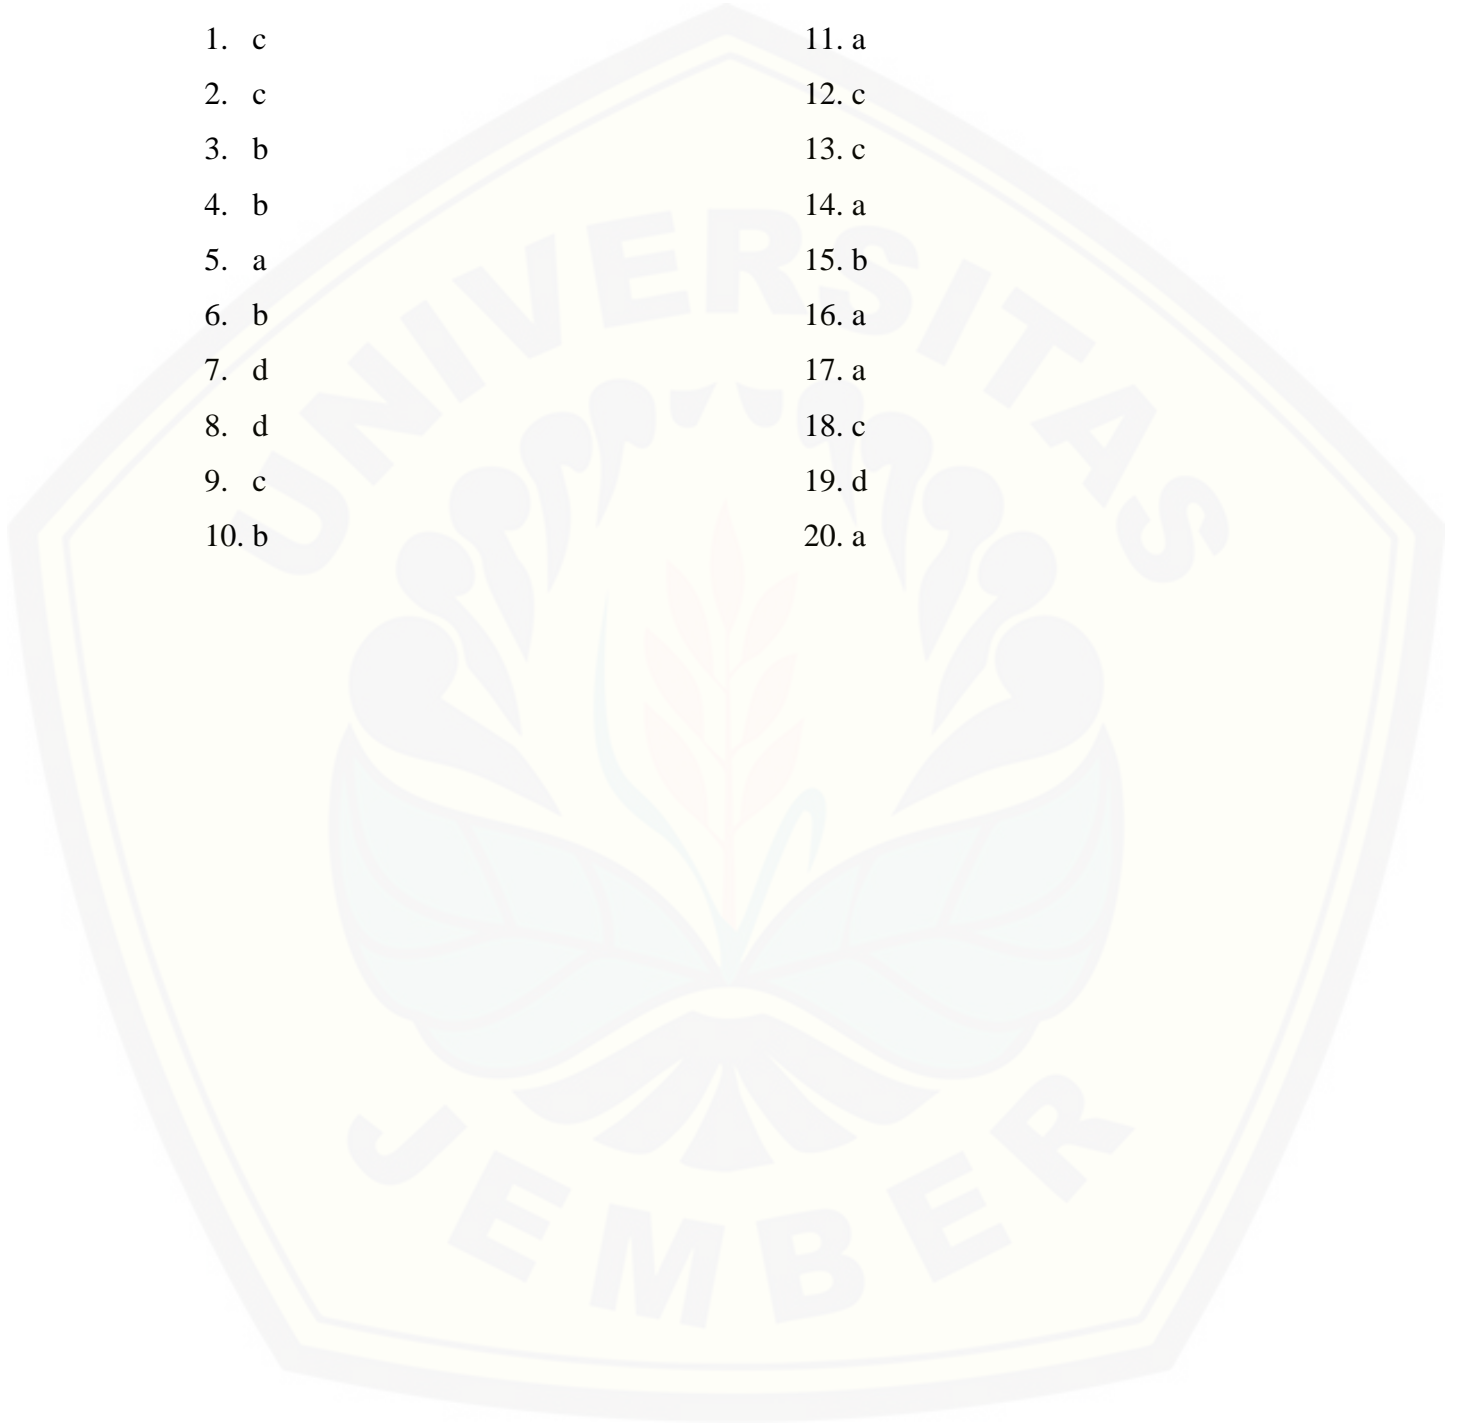 1. c
2. c
3. b
4. b
5. a
6. b
7. d
8. d
9. c
10. b
11. a
12. c
13. c
14. a
15. b
16. a
17. a
18. c
19. d
20. a
UNIVERSITAS
JEMBER